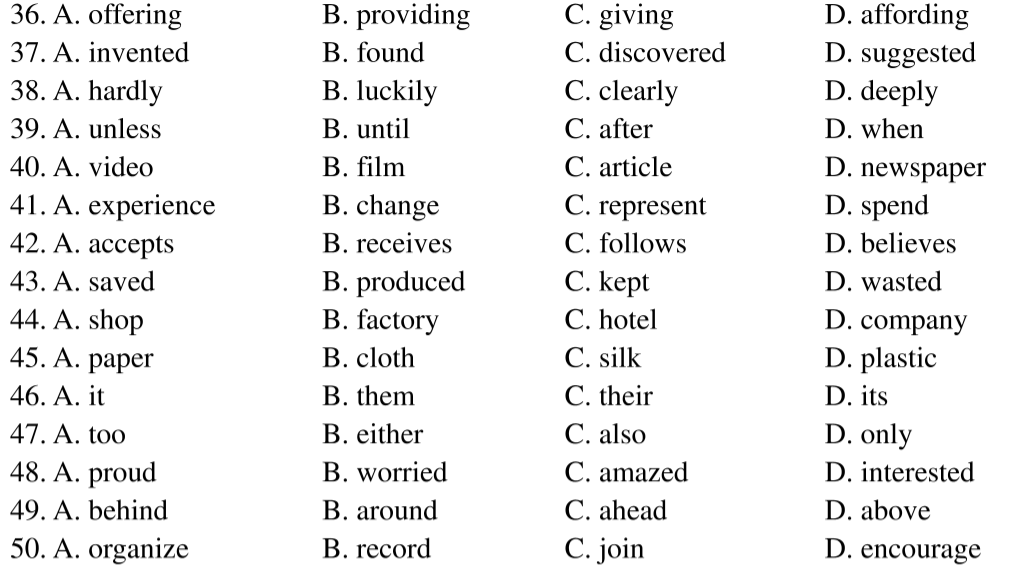 36. A. offering B. providing C. giving D. affording
37. A. invented B. found C. discovered D. suggested
38. A. hardly B. luckily C. clearly D. deeply
39. A. unless B. until C. after D. when
40. A. video B. film C. article D. newspaper
41. A. experience B. change C. represent D. spend
42. A. accepts B. receives C. follows D. believes
43. A. saved B. produced C. kept D. wasted
44. A. shop B. factory C. hotel D. company
45. A. paper B. cloth C. silk D. plastic
46. A. it B. them C. their D. its
47. A. too B. either C. also D. only
48. A. proud B. worried C. amazed D. interested
49. A. behind B. around C. ahead D. above
50. A. organize B. record C. join D. encourage